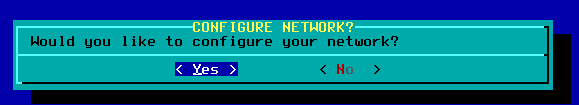 CONFIGURE NETWORK?
Would you like to configure your network?
< Yes > < No >